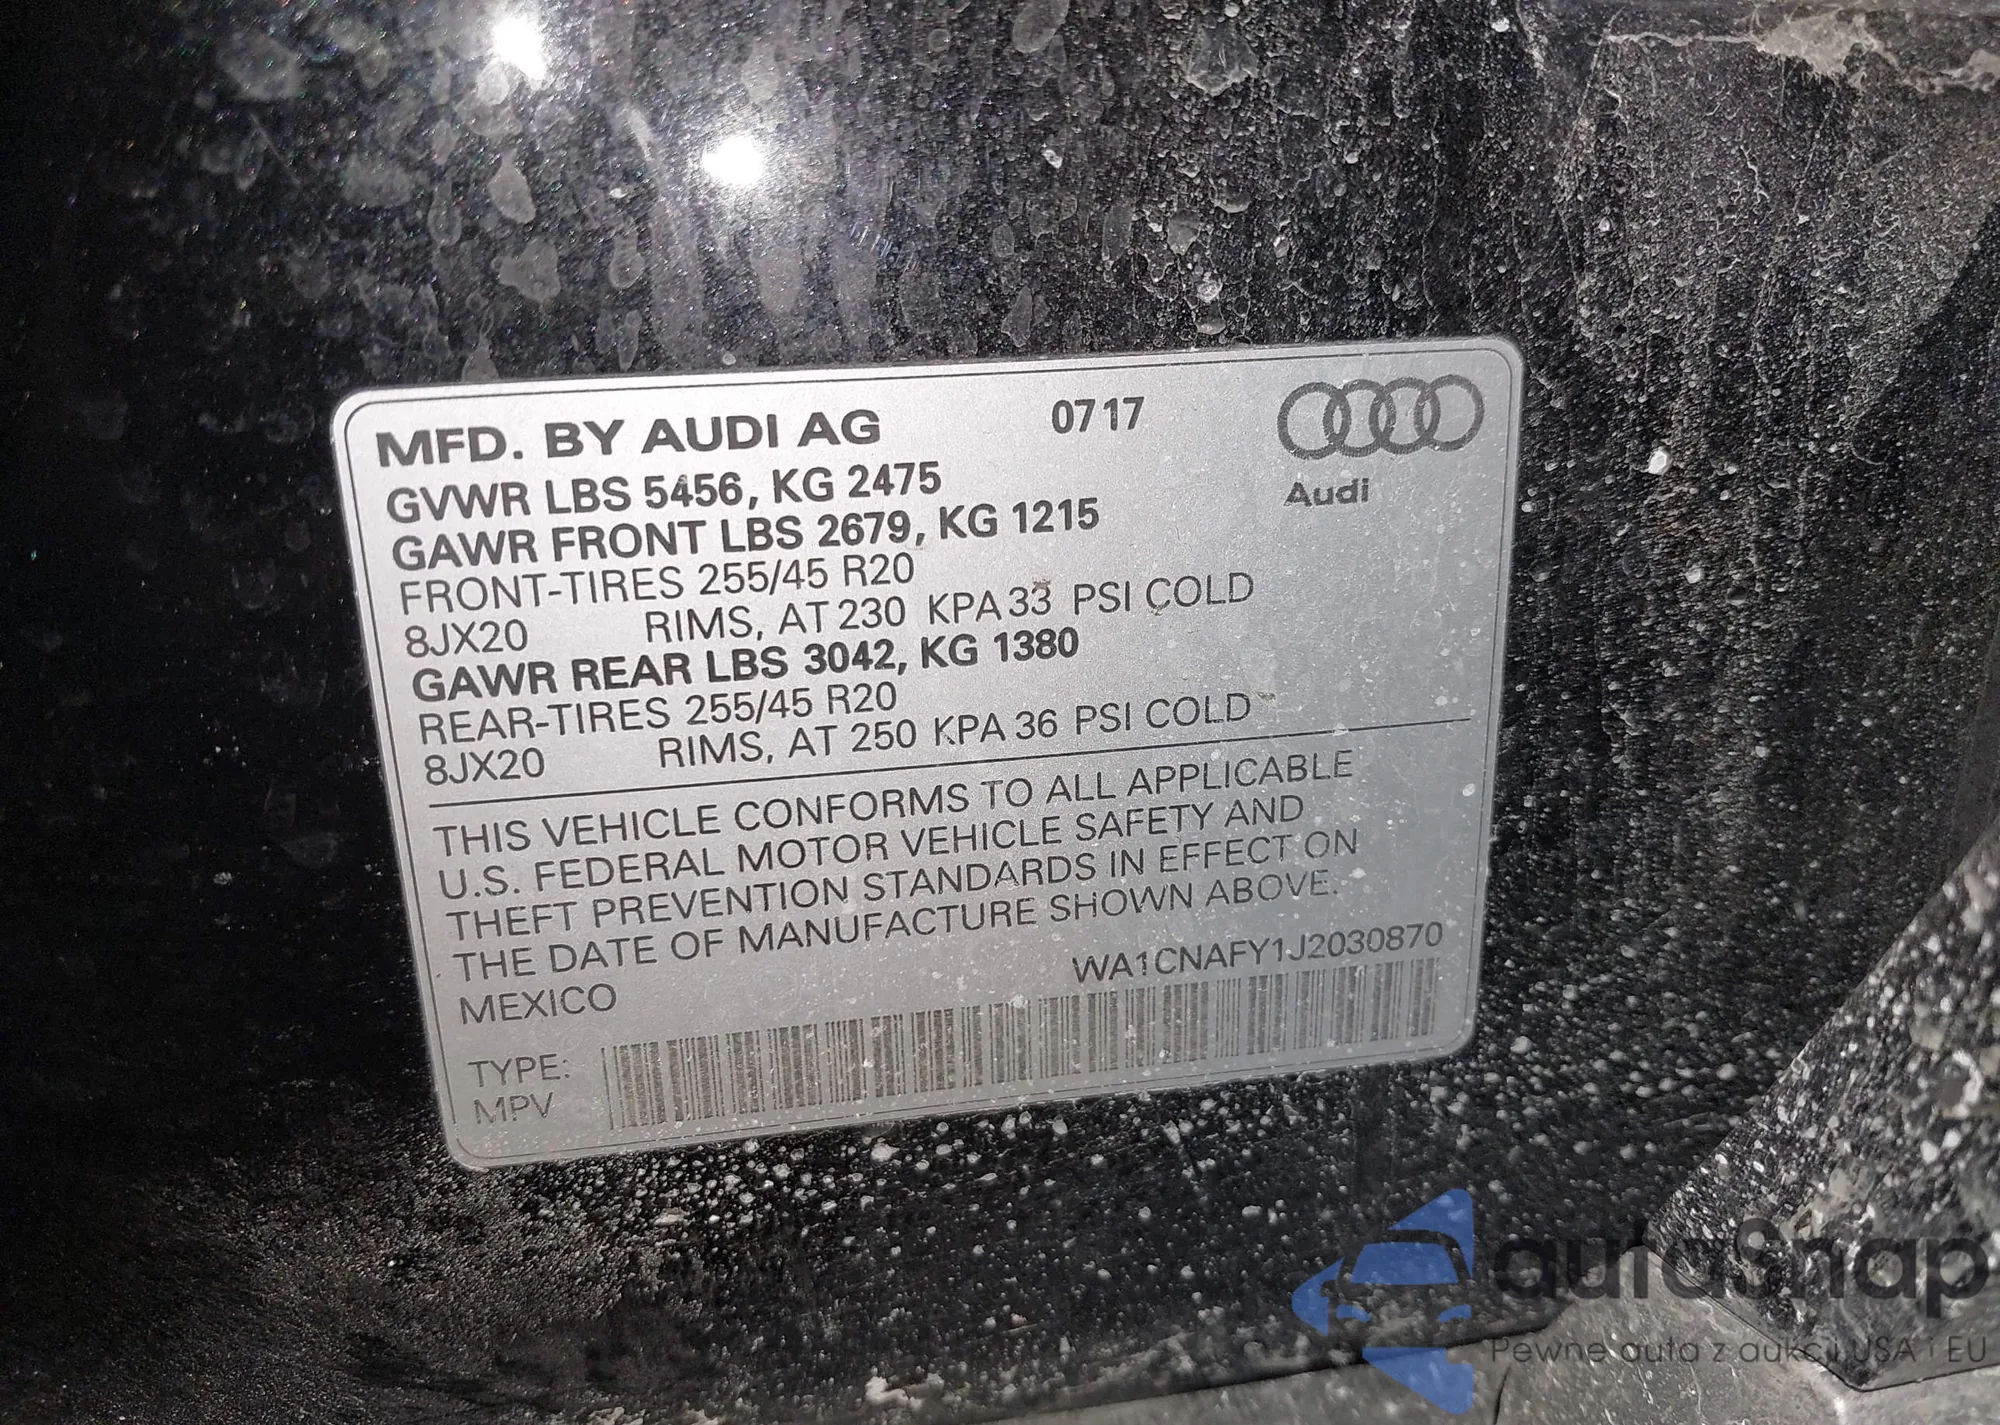 MFD. BY AUDI AG 0717
Audi
GVWR LBS 5456, KG 2475
GAWR FRONT LBS 2679, KG 1215
FRONT-TIRES 255/45 R20
8JX20 RIMS, AT 230 KPA 33 PSI COLD
GAWR REAR LBS 3042, KG 1380
REAR-TIRES 255/45 R20
8JX20 RIMS, AT 250 KPA 36 PSI COLD
THIS VEHICLE CONFORMS TO ALL APPLICABLE
U.S. FEDERAL MOTOR VEHICLE SAFETY AND
THEFT PREVENTION STANDARDS IN EFFECT ON
THE DATE OF MANUFACTURE SHOWN ABOVE.
MEXICO WA1CNAFY1J2030870
TYPE:
MPV
autoSnap
Pewne auta z aukcji USA i EU